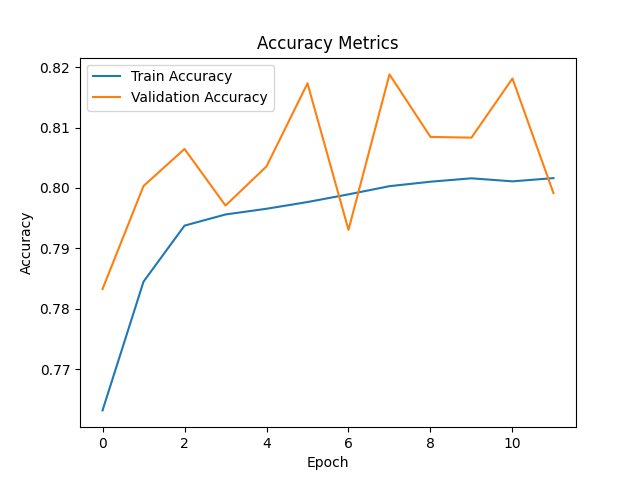 Accuracy Metrics
Train Accuracy
Validation Accuracy
0.82
0.81
0.80
0.79
0.78
0.77
Accuracy
0 2 4 6 8 10
Epoch